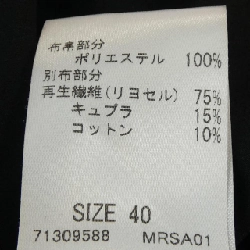 布帛部分
ポリエステル 100%
別布部分
再生繊維(リヨセル) 75%
キュプラ 15%
コットン 10%
SIZE 40
71309588 MRSA01